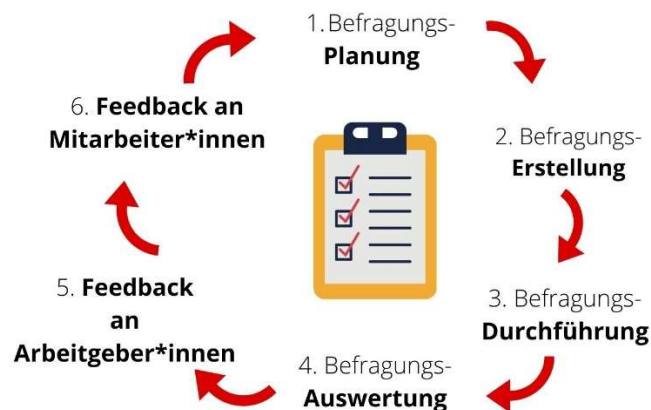 1. Befragungs-
Planung
2. Befragungs-
Erstellung
3. Befragungs-
Durchführung
4. Befragungs-
Auswertung
5. Feedback
an
Arbeitgeber*innen
6. Feedback an
Mitarbeiter*innen